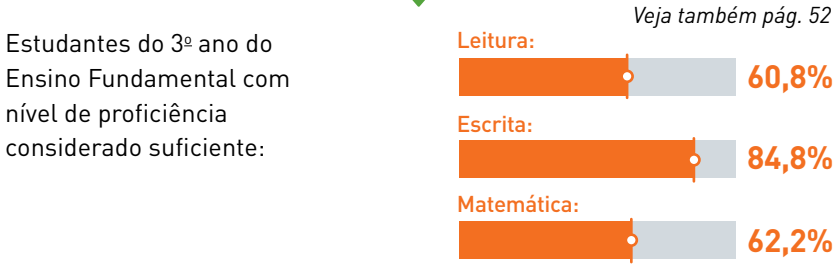 Veja também pág. 52
Estudantes do 3º ano do
Ensino Fundamental com
nível de proficiência
considerado suficiente:
Leitura:
60,8%
Escrita:
84,8%
Matemática:
62,2%